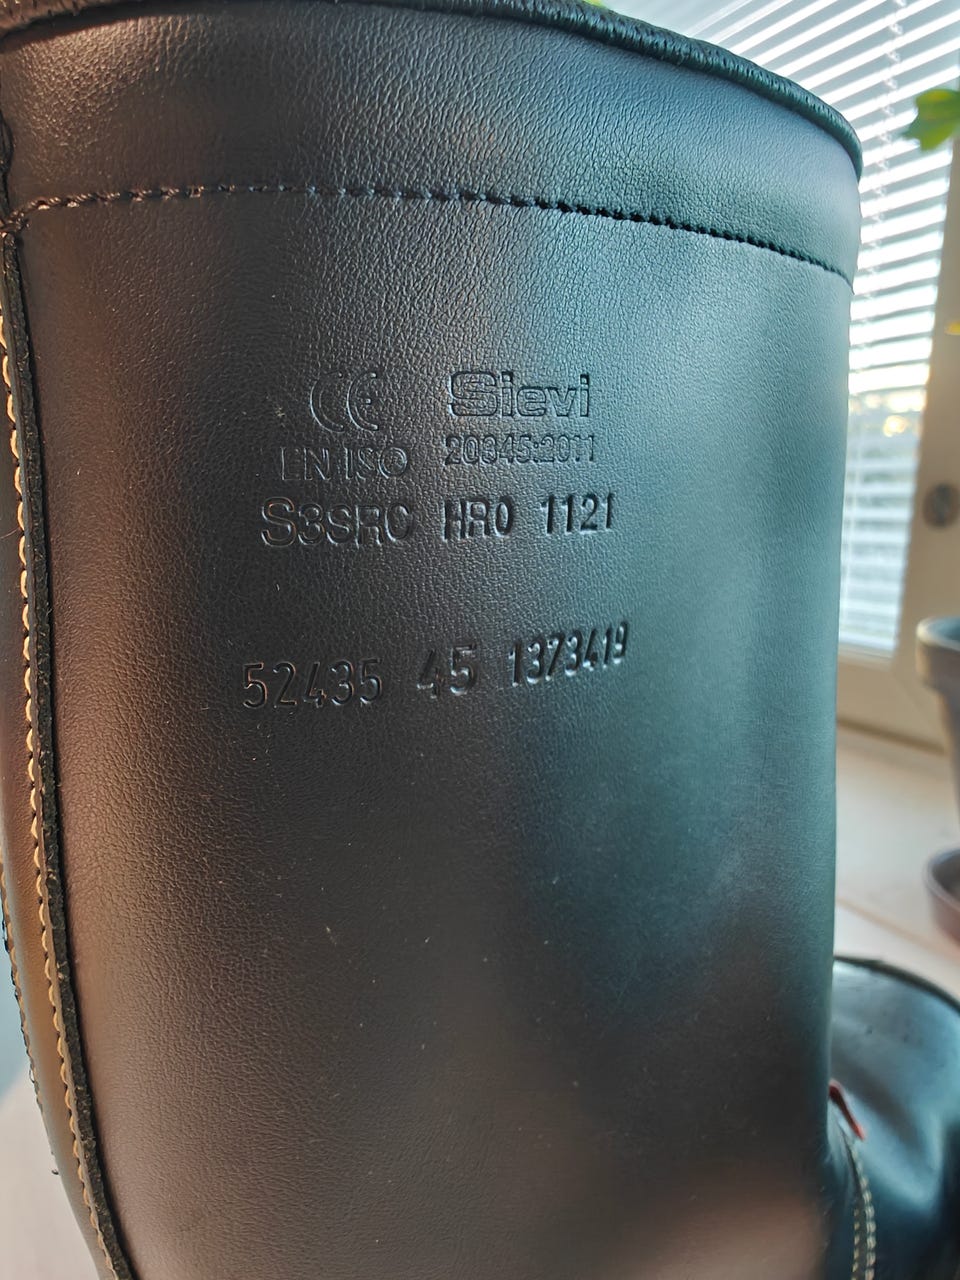 CE Sievi
EN ISO 20345:2011
S3SRC HRO 1121
52435 45 1373419